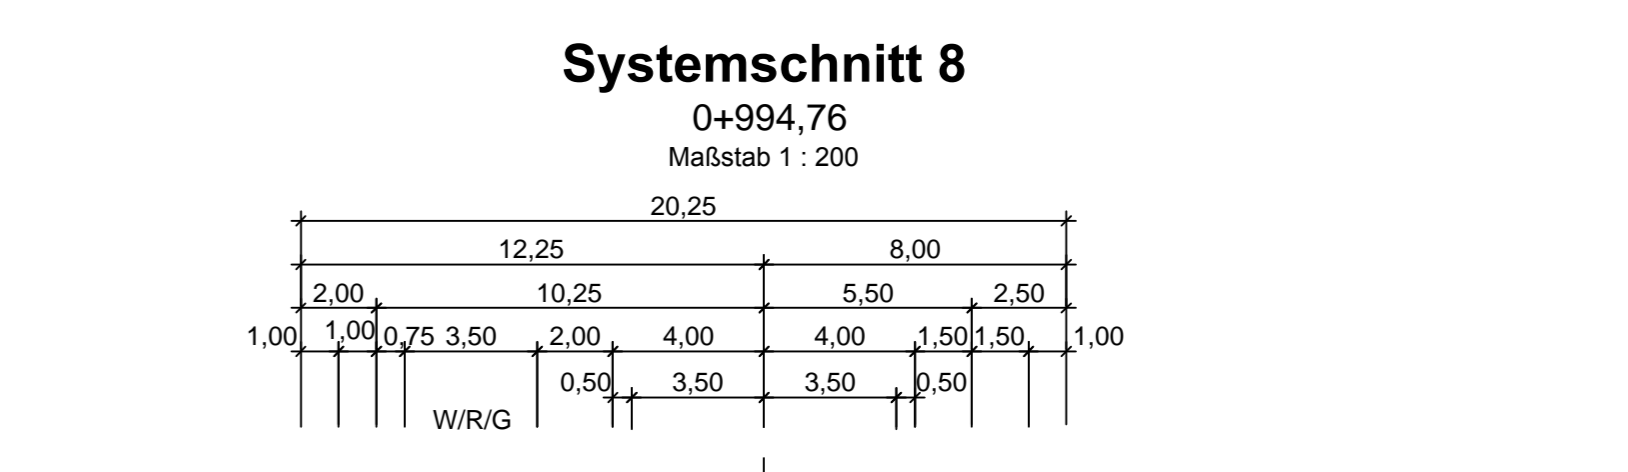 Systemschnitt 8
0+994,76
Maßstab 1 : 200
20,25
12,25 8,00
2,00 10,25 5,50 2,50
1,00 1,00 0,75 3,50 2,00 4,00 4,00 1,50 1,50 1,00
0,50 3,50 3,50 0,50
W/R/G